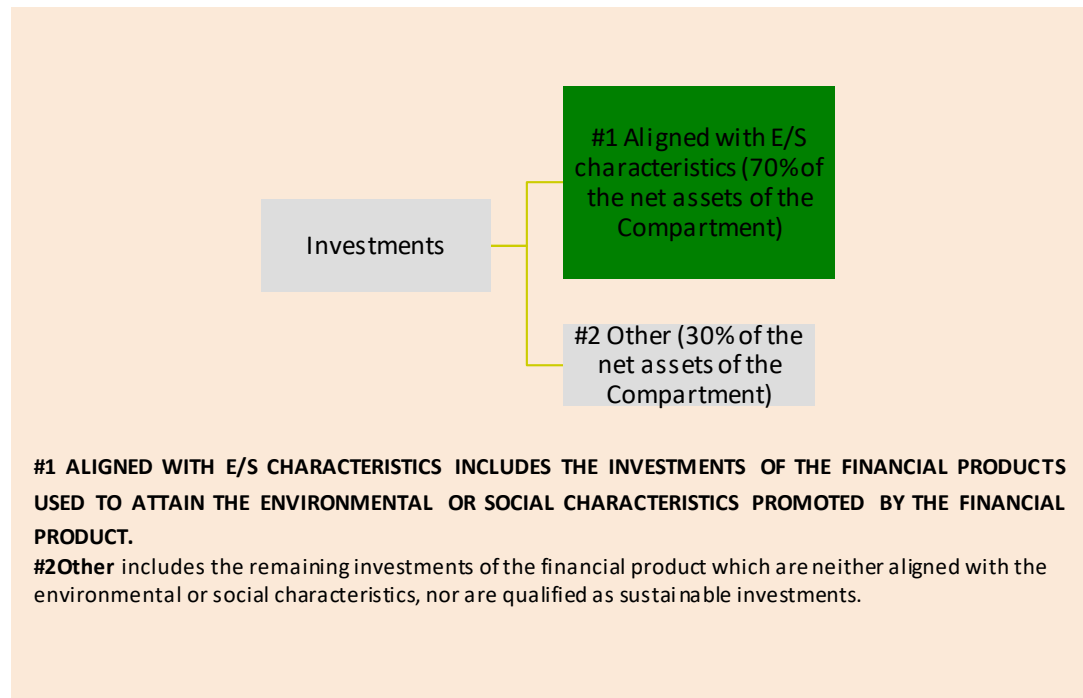 #1 Aligned with E/S
characteristics (70% of
the net assets of the
Compartment)
Investments
#2 Other (30% of the
net assets of the
Compartment)
#1 ALIGNED WITH E/S CHARACTERISTICS INCLUDES THE INVESTMENTS OF THE FINANCIAL PRODUCTS
USED TO ATTAIN THE ENVIRONMENTAL OR SOCIAL CHARACTERISTICS PROMOTED BY THE FINANCIAL
PRODUCT.
#2Other includes the remaining investments of the financial product which are neither aligned with the
environmental or social characteristics, nor are qualified as sustainable investments.